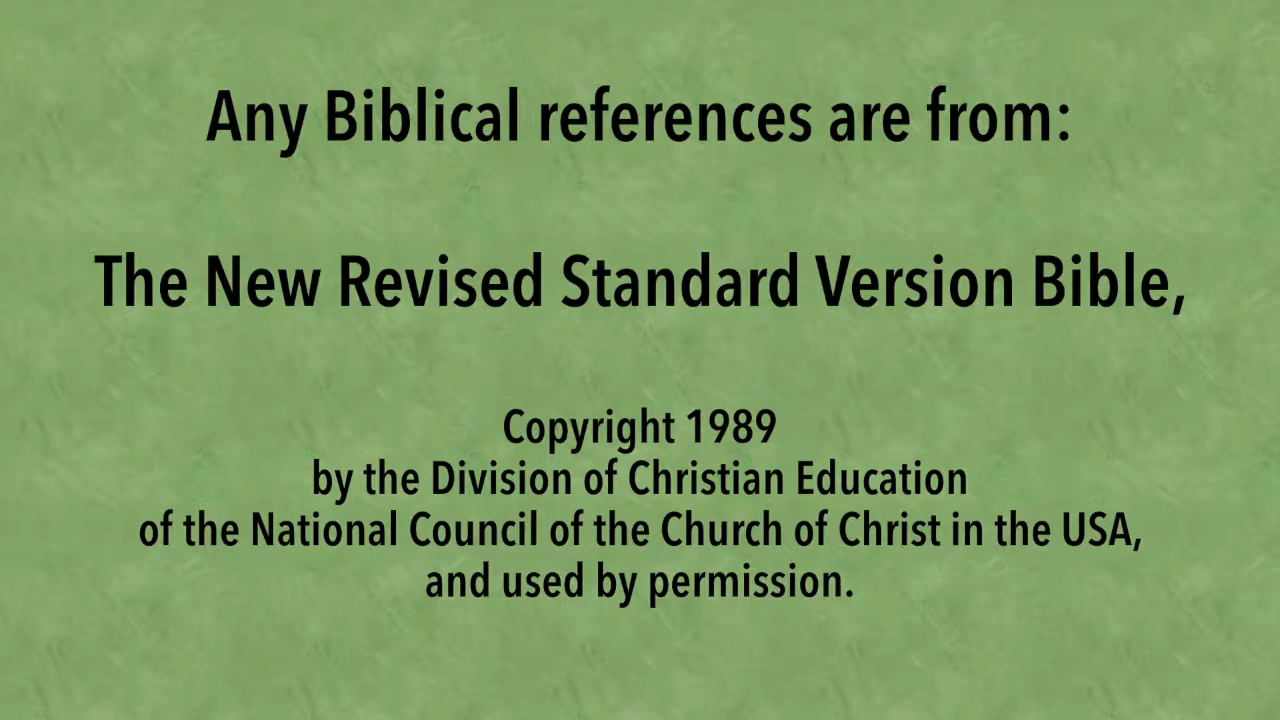 Any Biblical references are from:
The New Revised Standard Version Bible,
Copyright 1989
by the Division of Christian Education
of the National Council of the Church of Christ in the USA,
and used by permission.